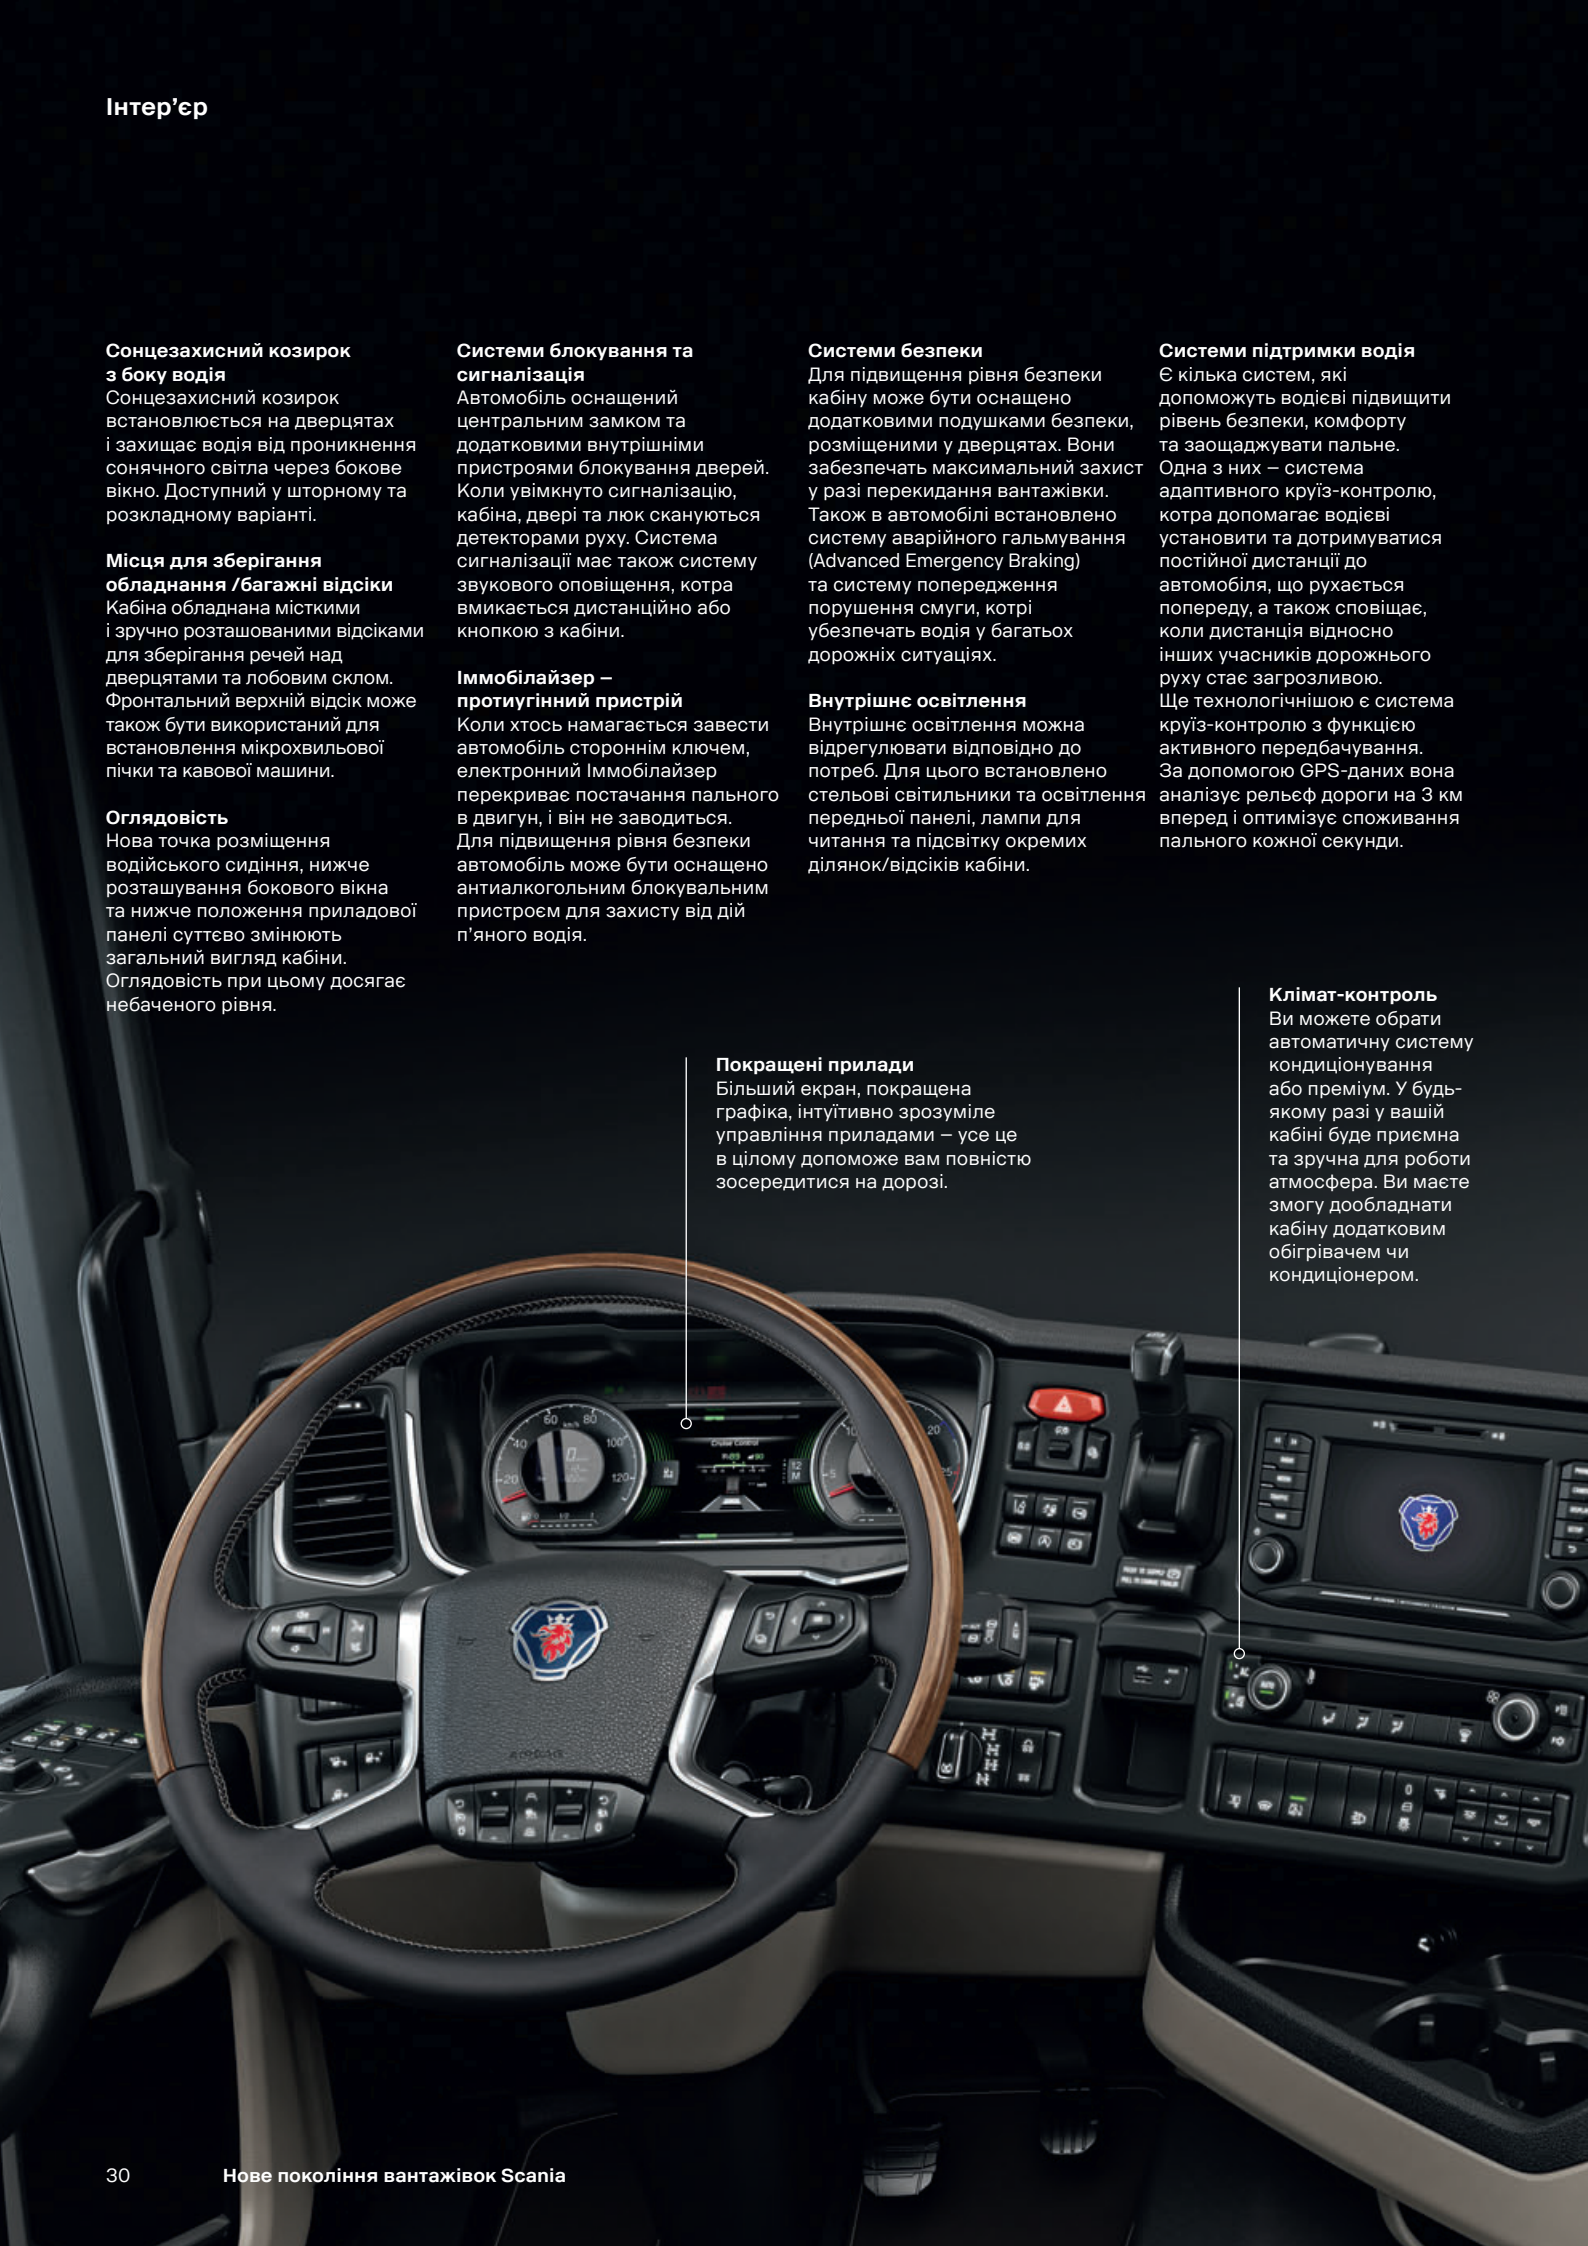 Інтер’єр
Сонцезахисний козирок
з боку водія
Сонцезахисний козирок
встановлюється на дверцятах
і захищає водія від проникнення
сонячного світла через бокове
вікно. Доступний у шторному та
розкладному варіанті.
Місця для зберігання
обладнання /багажні відсіки
Кабіна обладнана місткими
і зручно розташованими відсіками
для зберігання речей над
дверцятами та лобовим склом.
Фронтальний верхній відсік може
також бути використаний для
встановлення мікрохвильової
пічки та кавової машини.
Оглядовість
Нова точка розміщення
водійського сидіння, нижче
розташування бокового вікна
та нижче положення приладової
панелі суттєво змінюють
загальний вигляд кабіни.
Оглядовість при цьому досягає
небаченого рівня.
Системи блокування та
сигналізація
Автомобіль оснащений
центральним замком та
додатковими внутрішніми
пристроями блокування дверей.
Коли увімкнуто сигналізацію,
кабіна, двері та люк скануються
детекторами руху. Система
сигналізації має також систему
звукового оповіщення, котра
вмикається дистанційно або
кнопкою з кабіни.
Іммобілайзер –
протиугінний пристрій
Коли хтось намагається завести
автомобіль стороннім ключем,
електронний Іммобілайзер
перекриває постачання пального
в двигун, і він не заводиться.
Для підвищення рівня безпеки
автомобіль може бути оснащено
антиалкогольним блокувальним
пристроєм для захисту від дій
п’яного водія.
Системи безпеки
Для підвищення рівня безпеки
кабіну може бути оснащено
додатковими подушками безпеки,
розміщеними у дверцятах. Вони
забезпечать максимальний захист
у разі перекидання вантажівки.
Також в автомобілі встановлено
систему аварійного гальмування
(Advanced Emergency Braking)
та систему попередження
порушення смуги, котрі
убезпечать водія у багатьох
дорожніх ситуаціях.
Внутрішнє освітлення
Внутрішнє освітлення можна
відрегулювати відповідно до
потреб. Для цього встановлено
стельові світильники та освітлення
передньої панелі, лампи для
читання та підсвітку окремих
ділянок/відсіків кабіни.
Системи підтримки водія
Є кілька систем, які
допоможуть водієві підвищити
рівень безпеки, комфорту
та заощаджувати пальне.
Одна з них – система
адаптивного круїз-контролю,
котра допомагає водієві
установити та дотримуватися
постійної дистанції до
автомобіля, що рухається
попереду, а також сповіщає,
коли дистанція відносно
інших учасників дорожнього
руху стає загрозливою.
Ще технологічнішою є система
круїз-контролю з функцією
активного передбачування.
За допомогою GPS-даних вона
аналізує рельєф дороги на 3 км
вперед і оптимізує споживання
пального кожної секунди.
Покращені прилади
Більший екран, покращена
графіка, інтуїтивно зрозуміле
управління приладами – усе це
в цілому допоможе вам повністю
зосередитися на дорозі.
Клімат-контроль
Ви можете обрати
автоматичну систему
кондиціонування
або преміум. У будь-
якому разі у вашій
кабіні буде приємна
та зручна для роботи
атмосфера. Ви маєте
змогу дообладнати
кабіну додатковим
обігрівачем чи
кондиціонером.
20
40
60
km/h
80
100
120
Cruise Control
12
M
5
10
20
AUTO
30
Нове покоління вантажівок Scania